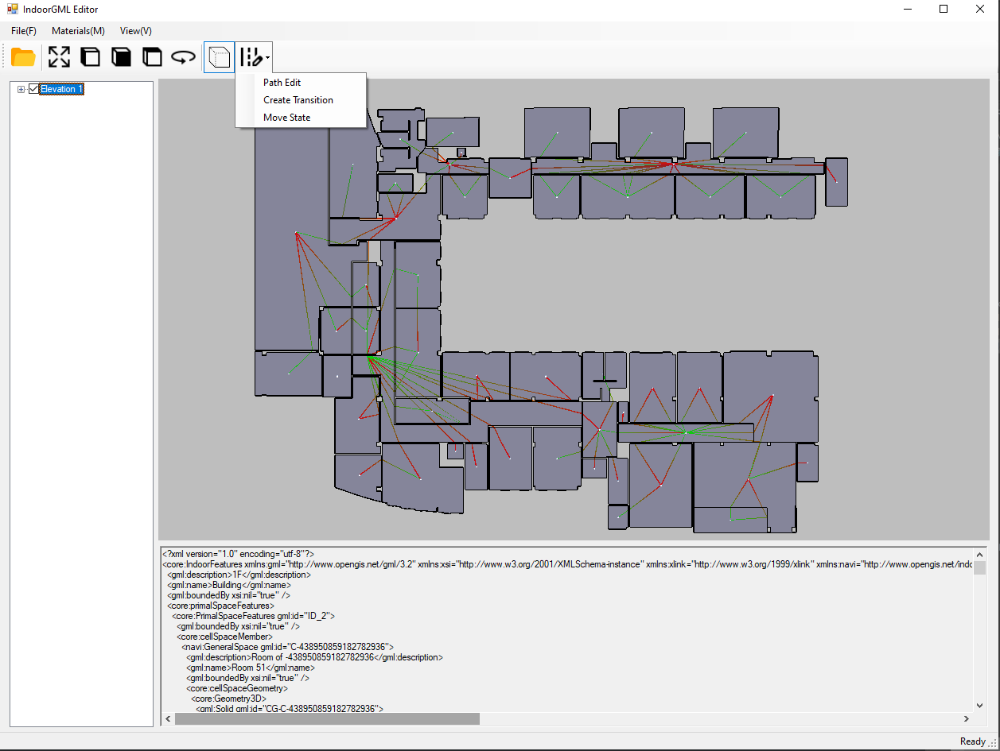 IndoorGML Editor
File(F) Materials(M) View(V)
Path Edit
Create Transition
Move State
Elevation 1
<?xml version="1.0" encoding="utf-8"?>
<core:IndoorFeatures xmlns:gml="http://www.opengis.net/gml/3.2" xmlns:xsi="http://www.w3.org/2001/XMLSchema-instance" xmlns:xlink="http://www.w3.org/1999/xlink" xmlns:navi="http://www.opengis.net/indo
<gml:description>1F</gml:description>
<gml:name>Building</gml:name>
<gml:boundedBy xsi:nil="true" />
<core:primalSpaceFeatures>
<core:PrimalSpaceFeatures gml:id="ID_2">
<gml:boundedBy xsi:nil="true" />
<core:cellSpaceMember>
<navi:GeneralSpace gml:id="C-438950859182782936">
<gml:description>Room of -438950859182782936</gml:description>
<gml:name>Room 51</gml:name>
<gml:boundedBy xsi:nil="true" />
<core:cellSpaceGeometry>
<core:Geometry3D>
<gml:Solid gml:id="CG-C-438950859182782936">
Ready